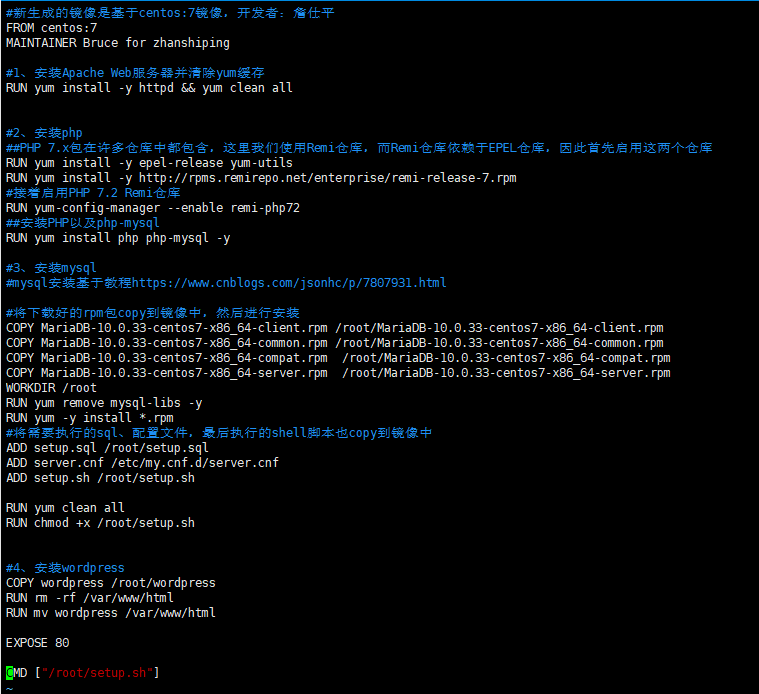 #新生成的镜像是基于centos:7镜像，开发者：詹仕平
FROM centos:7
MAINTAINER Bruce for zhanshiping
#1、安装Apache Web服务器并清除yum缓存
RUN yum install -y httpd && yum clean all
#2、安装php
##PHP 7.x包在许多仓库中都包含，这里我们使用Remi仓库，而Remi仓库依赖于EPEL仓库，因此首先启用这两个仓库
RUN yum install -y epel-release yum-utils
RUN yum install -y http://rpms.remirepo.net/enterprise/remi-release-7.rpm
#接着启用PHP 7.2 Remi仓库
RUN yum-config-manager --enable remi-php72
##安装PHP以及php-mysql
RUN yum install php php-mysql -y
#3、安装mysql
#mysql安装基于教程https://www.cnblogs.com/jsonhc/p/7807931.html
#将下载好的rpm包copy到镜像中，然后进行安装
COPY MariaDB-10.0.33-centos7-x86_64-client.rpm /root/MariaDB-10.0.33-centos7-x86_64-client.rpm
COPY MariaDB-10.0.33-centos7-x86_64-common.rpm /root/MariaDB-10.0.33-centos7-x86_64-common.rpm
COPY MariaDB-10.0.33-centos7-x86_64-compat.rpm  /root/MariaDB-10.0.33-centos7-x86_64-compat.rpm
COPY MariaDB-10.0.33-centos7-x86_64-server.rpm  /root/MariaDB-10.0.33-centos7-x86_64-server.rpm
WORKDIR /root
RUN yum remove mysql-libs -y
RUN yum -y install *.rpm
#将需要执行的sql、配置文件，最后执行的shell脚本也copy到镜像中
ADD setup.sql /root/setup.sql
ADD server.cnf /etc/my.cnf.d/server.cnf
ADD setup.sh /root/setup.sh
RUN yum clean all
RUN chmod +x /root/setup.sh
#4、安装wordpress
COPY wordpress /root/wordpress
RUN rm -rf /var/www/html
RUN mv wordpress /var/www/html
EXPOSE 80
CMD ["/root/setup.sh"]
~